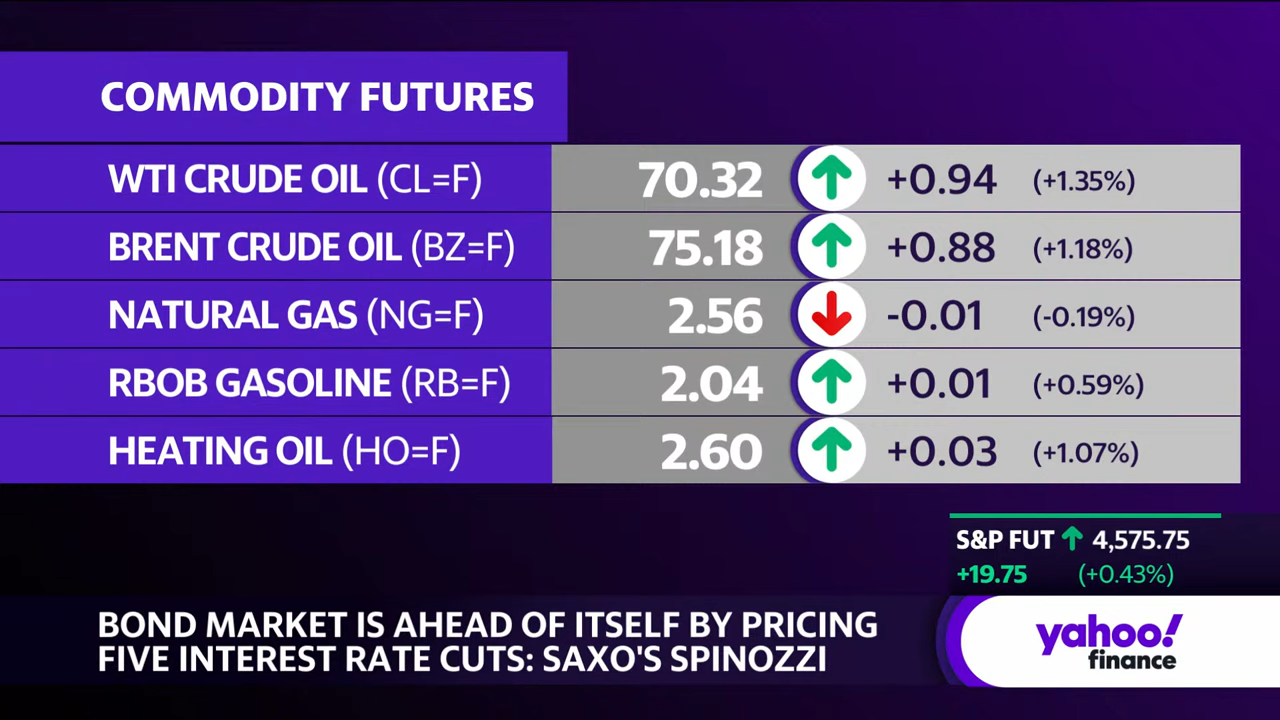 COMMODITY FUTURES
WTI CRUDE OIL (CL=F) 70.32 +0.94 (+1.35%)
BRENT CRUDE OIL (BZ=F) 75.18 +0.88 (+1.18%)
NATURAL GAS (NG=F) 2.56 -0.01 (-0.19%)
RBOB GASOLINE (RB=F) 2.04 +0.01 (+0.59%)
HEATING OIL (HO=F) 2.60 +0.03 (+1.07%)
S&P FUT 4,575.75
+19.75 (+0.43%)
BOND MARKET IS AHEAD OF ITSELF BY PRICING
FIVE INTEREST RATE CUTS: SAXO'S SPINOZZI
yahoo!
finance